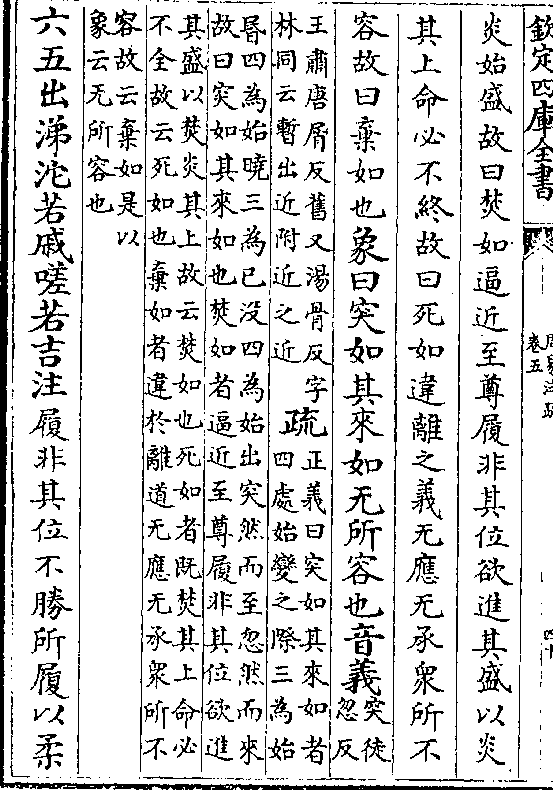 欽定四庫全書
卷五
炎始盛故曰焚如逼近至尊履非其位欲進其盛以炎
其上命必不終故曰死如違離之義无應无承衆所不
容故曰棄如也象曰突如其來如无所容也音義突徒
忽反
王肅唐屑反舊又湯骨反字
林同云暫出近附近之近
疏正義曰突如其來如者
四處始變之際三為始
昬四為始曉三為已没四為始出突然而至忽然而來
故曰突如其來如也焚如者逼近至尊履非其位欲進
其盛以焚炎其上故云焚如也死如者既焚其上命必
不全故云死如也棄如者違於離道无應无承衆所不
容故云棄如是以
象云无所容也
六五出涕沱若戚嗟若吉注履非其位不勝所履以柔